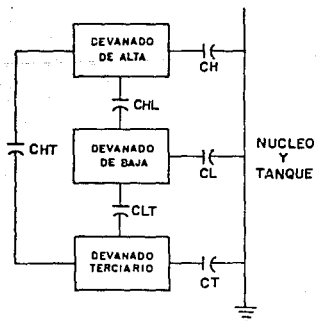 DEVANADO
DE ALTA
CH
CHL
CHT
DEVANADO
DE BAJA
CL
NUCLEO
Y
TANQUE
CLT
DEVANADO
TERCIARIO
CT